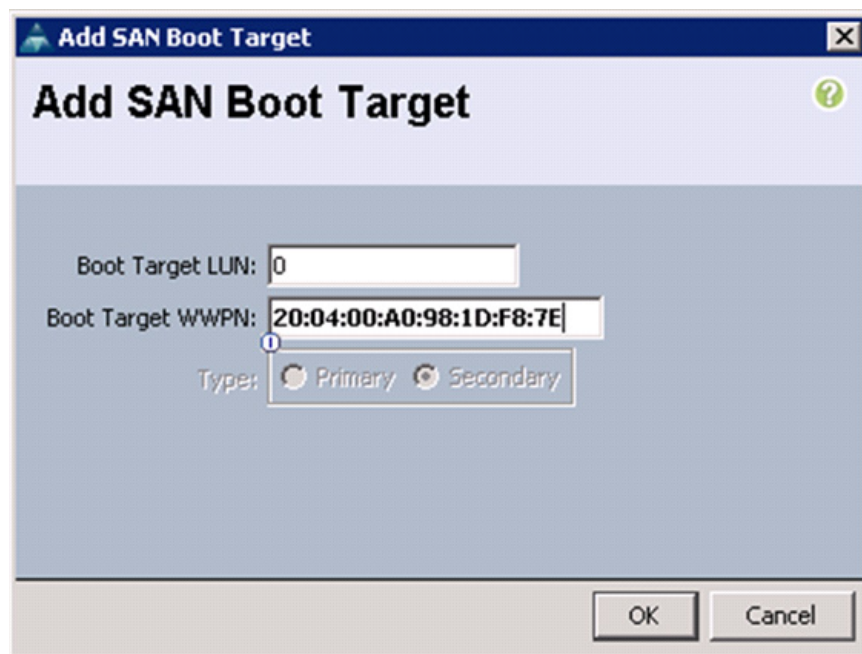 Add SAN Boot Target
Add SAN Boot Target
?
Boot Target LUN: 0
Boot Target WWPN: 20:04:00:A0:98:1D:F8:7E
Type: Primary Secondary
OK Cancel